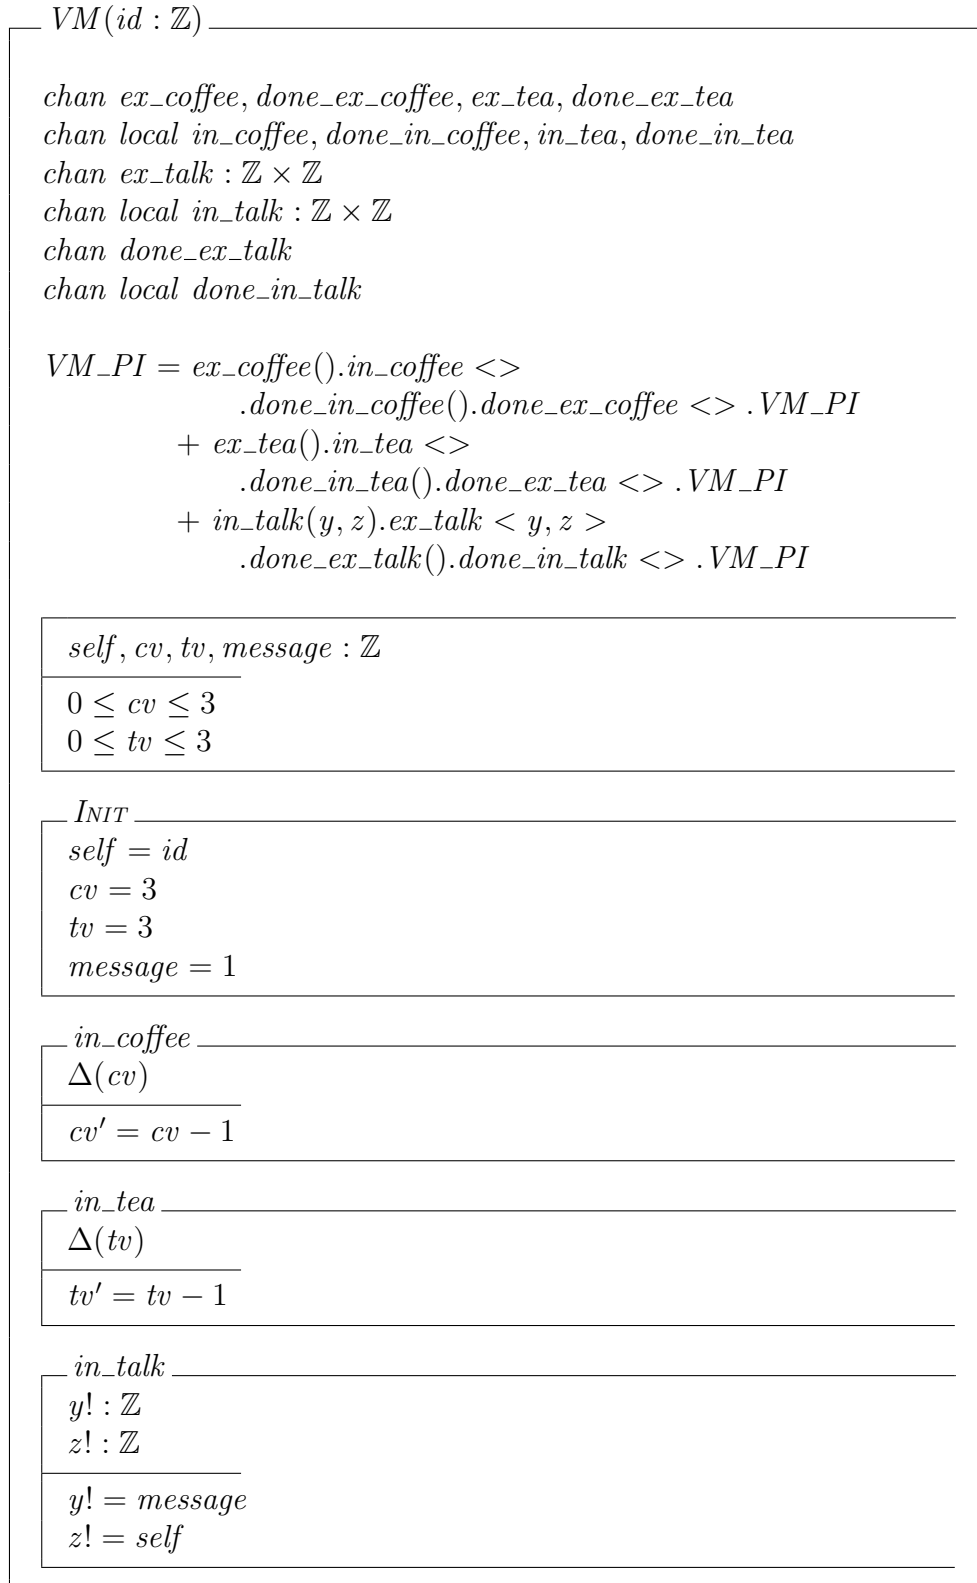 VM(id : ℤ)
chan ex_coffee, done_ex_coffee, ex_tea, done_ex_tea
chan local in_coffee, done_in_coffee, in_tea, done_in_tea
chan ex_talk : ℤ × ℤ
chan local in_talk : ℤ × ℤ
chan done_ex_talk
chan local done_in_talk
VM_PI = ex_coffee().in_coffee <>
.done_in_coffee().done_ex_coffee <> .VM_PI
+ ex_tea().in_tea <>
.done_in_tea().done_ex_tea <> .VM_PI
+ in_talk(y, z).ex_talk < y, z >
.done_ex_talk().done_in_talk <> .VM_PI
self, cv, tv, message : ℤ
0 ≤ cv ≤ 3
0 ≤ tv ≤ 3
INIT
self = id
cv = 3
tv = 3
message = 1
in_coffee
Δ(cv)
cv′ = cv − 1
in_tea
Δ(tv)
tv′ = tv − 1
in_talk
y! : ℤ
z! : ℤ
y! = message
z! = self